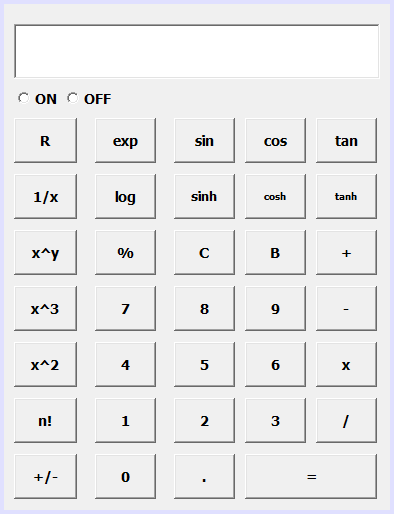 ON OFF
R exp sin cos tan
1/x log sinh cosh tanh
x^y % C B +
x^3 7 8 9 -
x^2 4 5 6 x
n! 1 2 3 /
+/- 0 . =